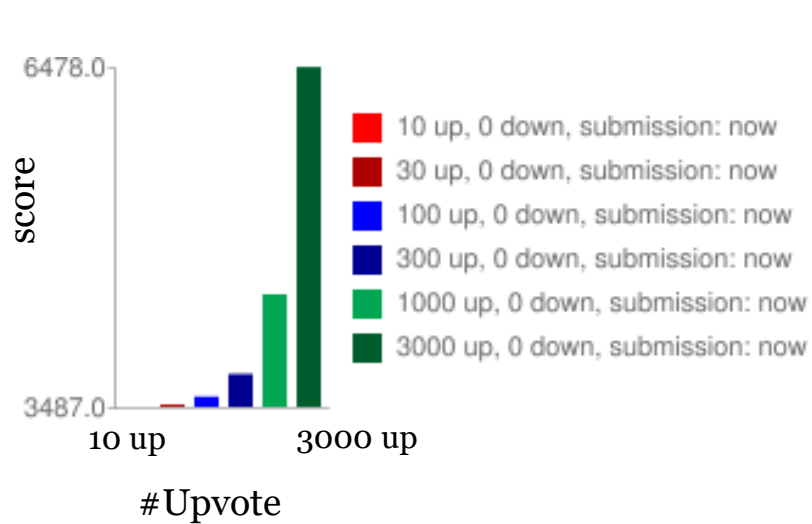 6478.0
score
3487.0
10 up
3000 up
#Upvote
10 up, 0 down, submission: now
30 up, 0 down, submission: now
100 up, 0 down, submission: now
300 up, 0 down, submission: now
1000 up, 0 down, submission: now
3000 up, 0 down, submission: now